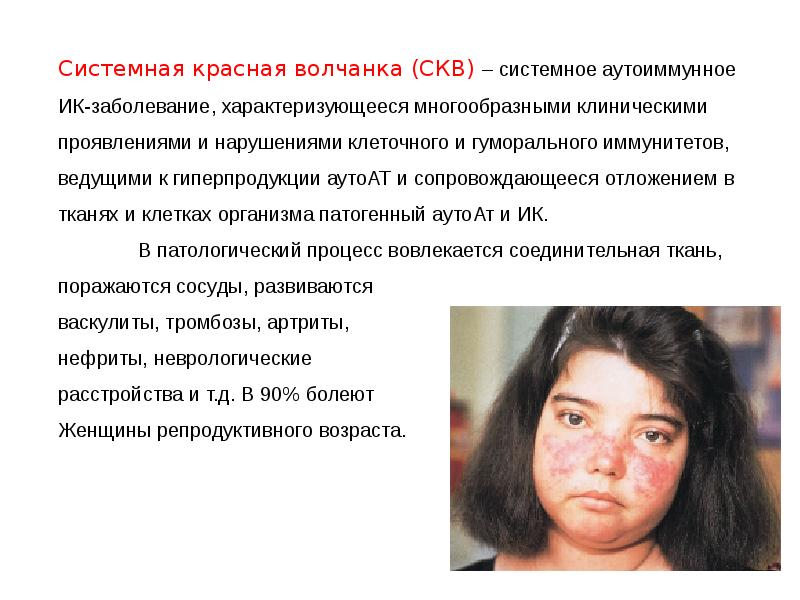 Системная красная волчанка (СКВ) – системное аутоиммунное
ИК-заболевание, характеризующееся многообразными клиническими
проявлениями и нарушениями клеточного и гуморального иммунитетов,
ведущими к гиперпродукции аутоАТ и сопровождающееся отложением в
тканях и клетках организма патогенный аутоАт и ИК.
В патологический процесс вовлекается соединительная ткань,
поражаются сосуды, развиваются
васкулиты, тромбозы, артриты,
нефриты, неврологические
расстройства и т.д. В 90% болеют
Женщины репродуктивного возраста.